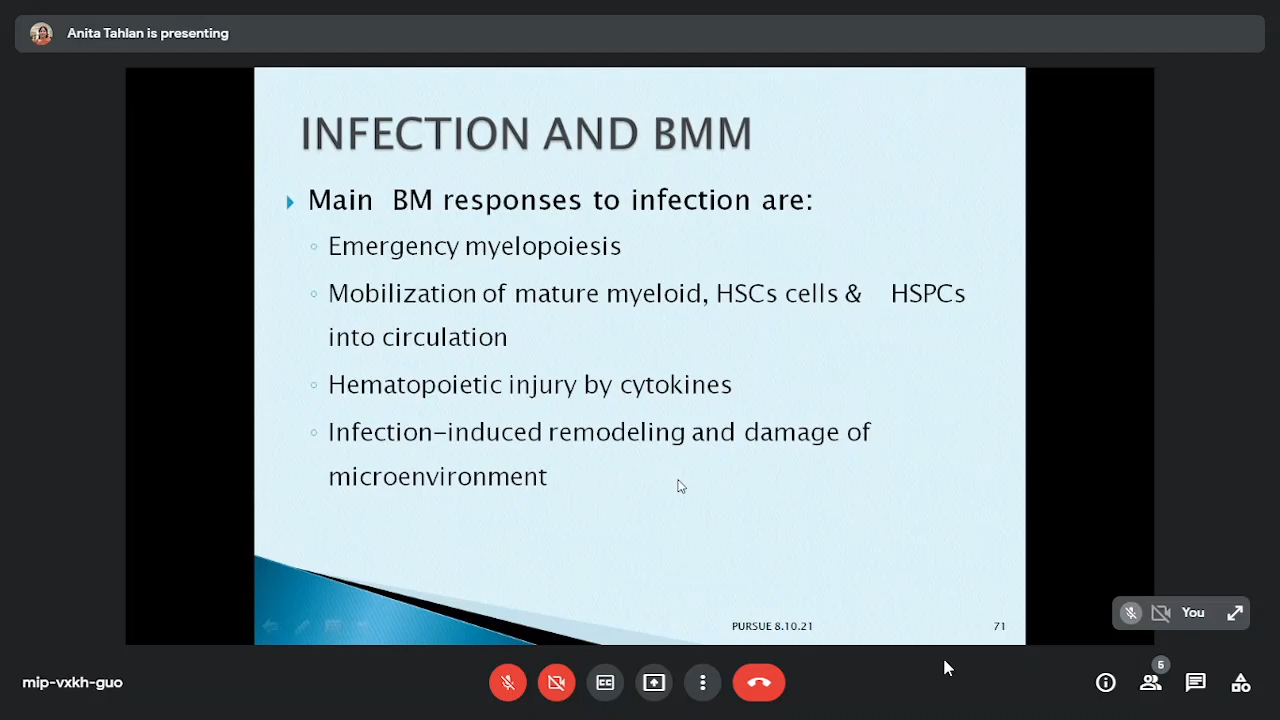 Anita Tahlan is presenting
INFECTION AND BMM
Main BM responses to infection are:
Emergency myelopoiesis
Mobilization of mature myeloid, HSCs cells & HSPCs
into circulation
Hematopoietic injury by cytokines
Infection-induced remodeling and damage of
microenvironment
PURSUE 8.10.21
71
You
mip-vxkh-guo
CC
5